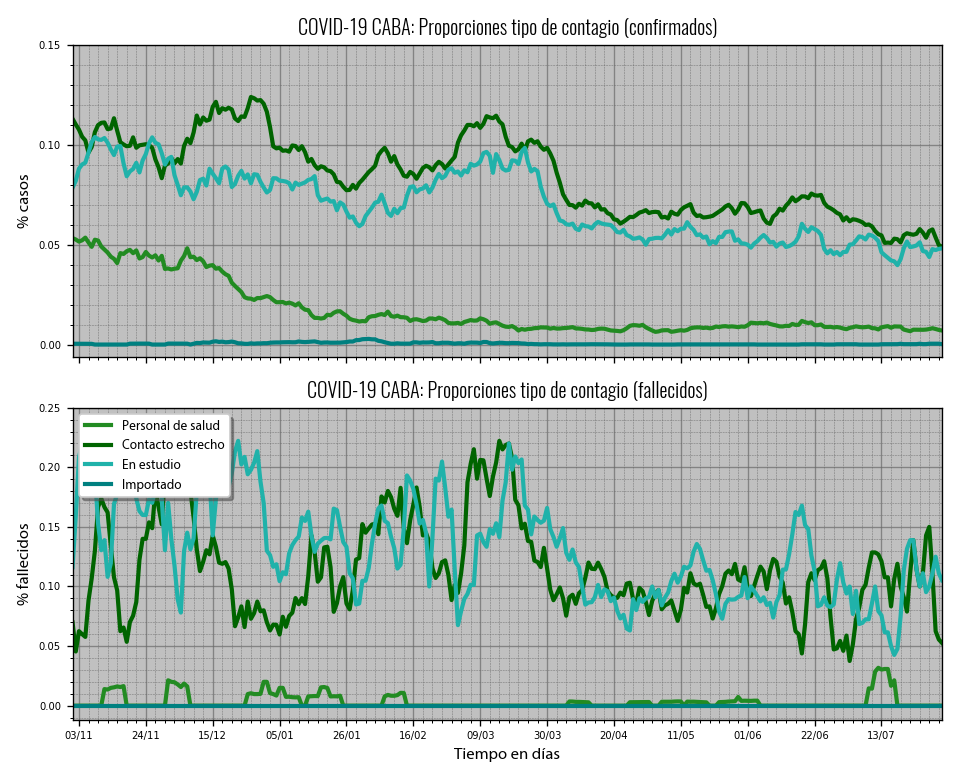 COVID-19 CABA: Proporciones tipo de contagio (confirmados)
0.15
0.10
0.05
0.00
% casos
COVID-19 CABA: Proporciones tipo de contagio (fallecidos)
0.25
0.20
0.15
0.10
0.05
0.00
% fallecidos
Personal de salud
Contacto estrecho
En estudio
Importado
03/11 24/11 15/12 05/01 26/01 16/02 09/03 30/03 20/04 11/05 01/06 22/06 13/07
Tiempo en días